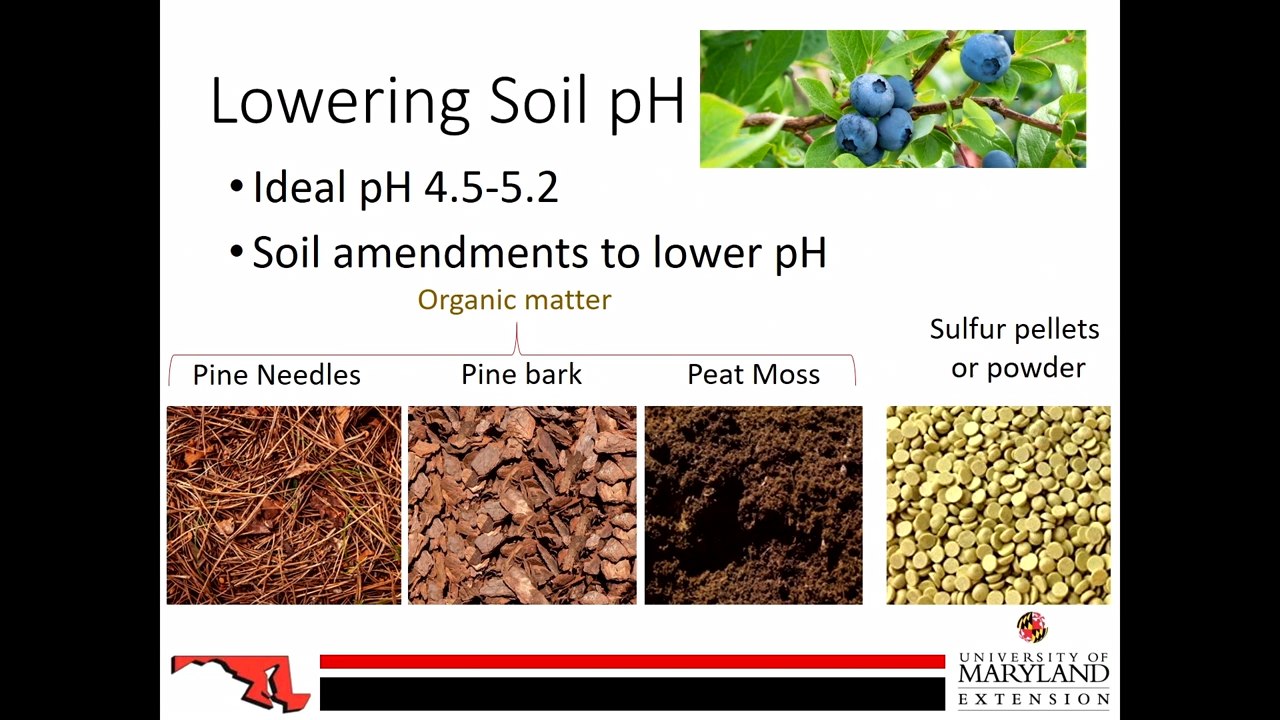 Lowering Soil pH
• Ideal pH 4.5-5.2
• Soil amendments to lower pH
Organic matter
Pine Needles
Pine bark
Peat Moss
Sulfur pellets
or powder
UNIVERSITY OF
MARYLAND
EXTENSION